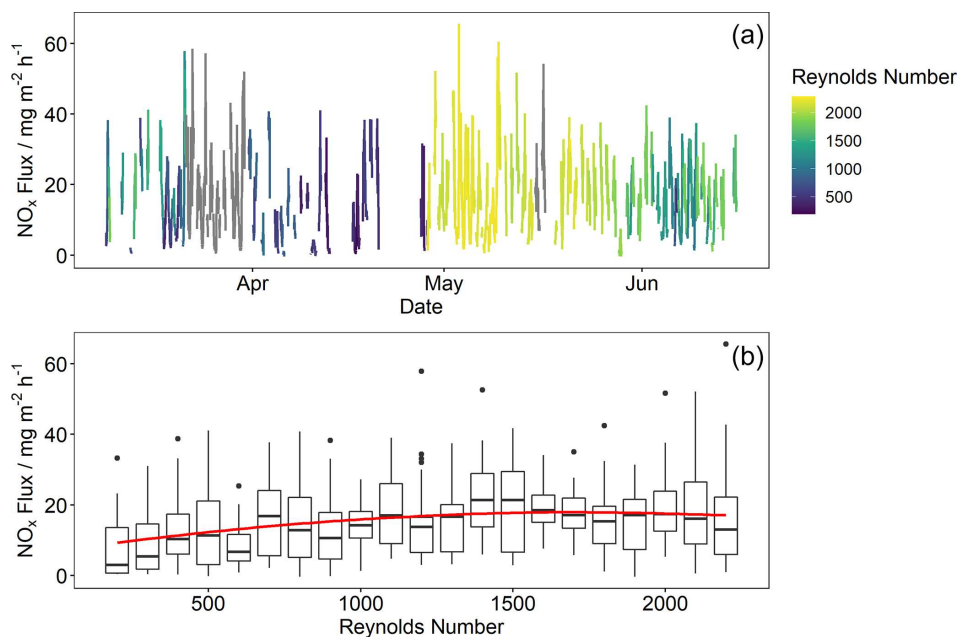 (a)
NOx Flux / mg m-2 h-1
60
40
20
0
Apr
May
Jun
Date
Reynolds Number
2000
1500
1000
500
(b)
NOx Flux / mg m-2 h-1
60
40
20
0
500
1000
1500
2000
Reynolds Number